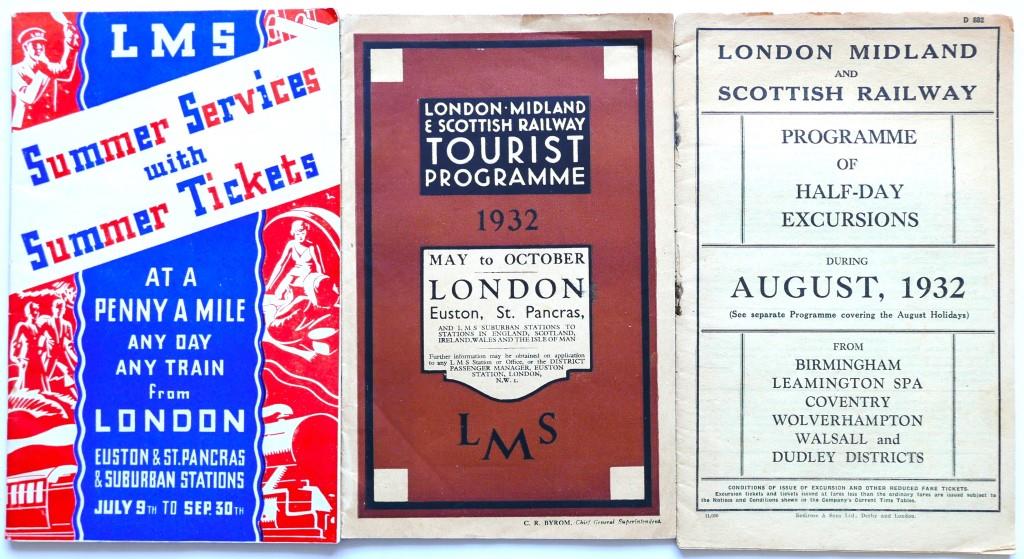 LMS
Summer Services
with
Summer Tickets
AT A
PENNY A MILE
ANY DAY
ANY TRAIN
from
LONDON
EUSTON & ST. PANCRAS
& SUBURBAN STATIONS
JULY 9TH TO SEP. 30TH
LONDON·MIDLAND
& SCOTTISH RAILWAY
TOURIST
PROGRAMME
1932
MAY to OCTOBER
LONDON
Euston, St. Pancras,
AND L M S SUBURBAN STATIONS TO
STATIONS IN ENGLAND, SCOTLAND,
IRELAND, WALES AND THE ISLE OF MAN
Further information may be obtained on application
to any L M S Station or Office, or the DISTRICT
PASSENGER MANAGER, EUSTON
STATION, LONDON,
N.W. 1.
LMS
C. R. BYROM, Chief General Superintendent.
D 882
LONDON MIDLAND
AND
SCOTTISH RAILWAY
PROGRAMME
OF
HALF-DAY
EXCURSIONS
DURING
AUGUST, 1932
(See separate Programme covering the August Holidays)
FROM
BIRMINGHAM
LEAMINGTON SPA
COVENTRY
WOLVERHAMPTON
WALSALL and
DUDLEY DISTRICTS
CONDITIONS OF ISSUE OF EXCURSION AND OTHER REDUCED FARE TICKETS.
Excursion tickets and tickets issued at fares less than the ordinary fares are issued subject to
the Notices and Conditions shown in the Company's Current Time Tables.
Bemrose & Sons Ltd., Derby and London.